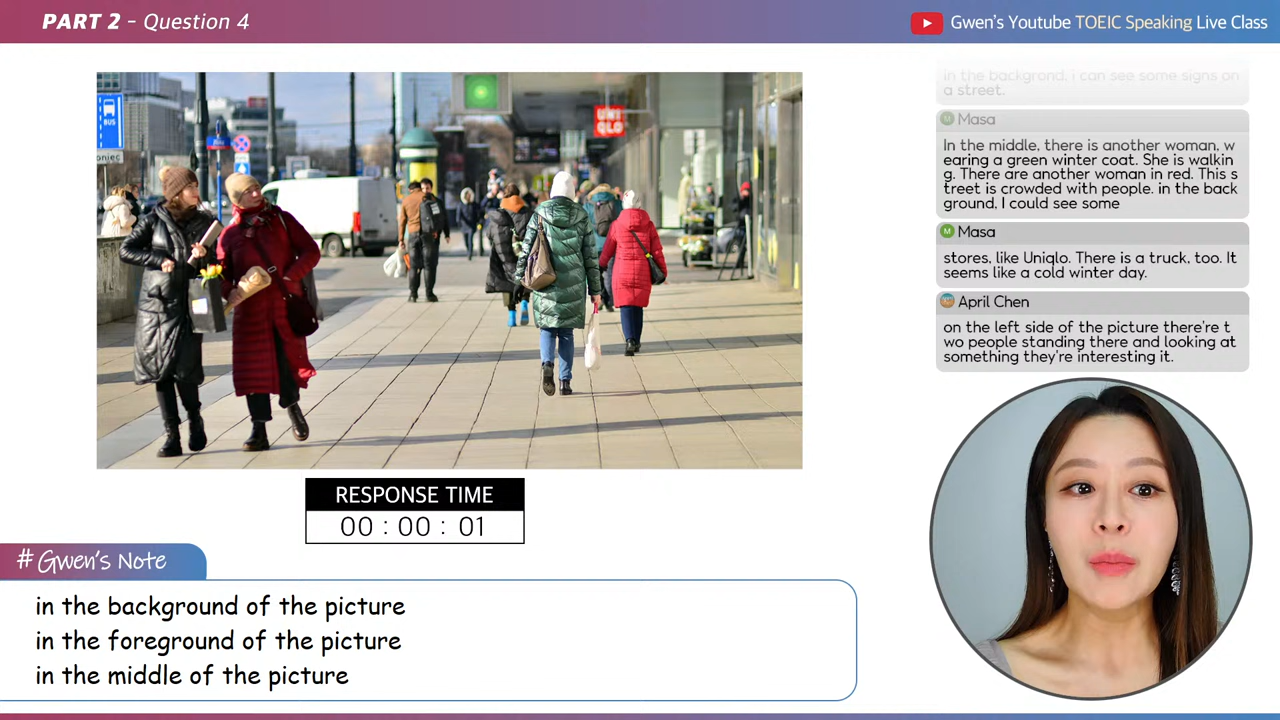 PART 2 - Question 4
Gwen's Youtube TOEIC Speaking Live Class
BUS
oniec
UNI
QLO
in the backgrond, i can see some signs on
a street.
Masa
In the middle, there is another woman, w
earing a green winter coat. She is walkin
g. There are another woman in red. This s
treet is crowded with people. in the back
ground, I could see some
Masa
stores, like Uniqlo. There is a truck, too. It
seems like a cold winter day.
April Chen
on the left side of the picture there're t
wo people standing there and looking at
something they're interesting it.
RESPONSE TIME
00 : 00 : 01
# Gwen's Note
in the background of the picture
in the foreground of the picture
in the middle of the picture